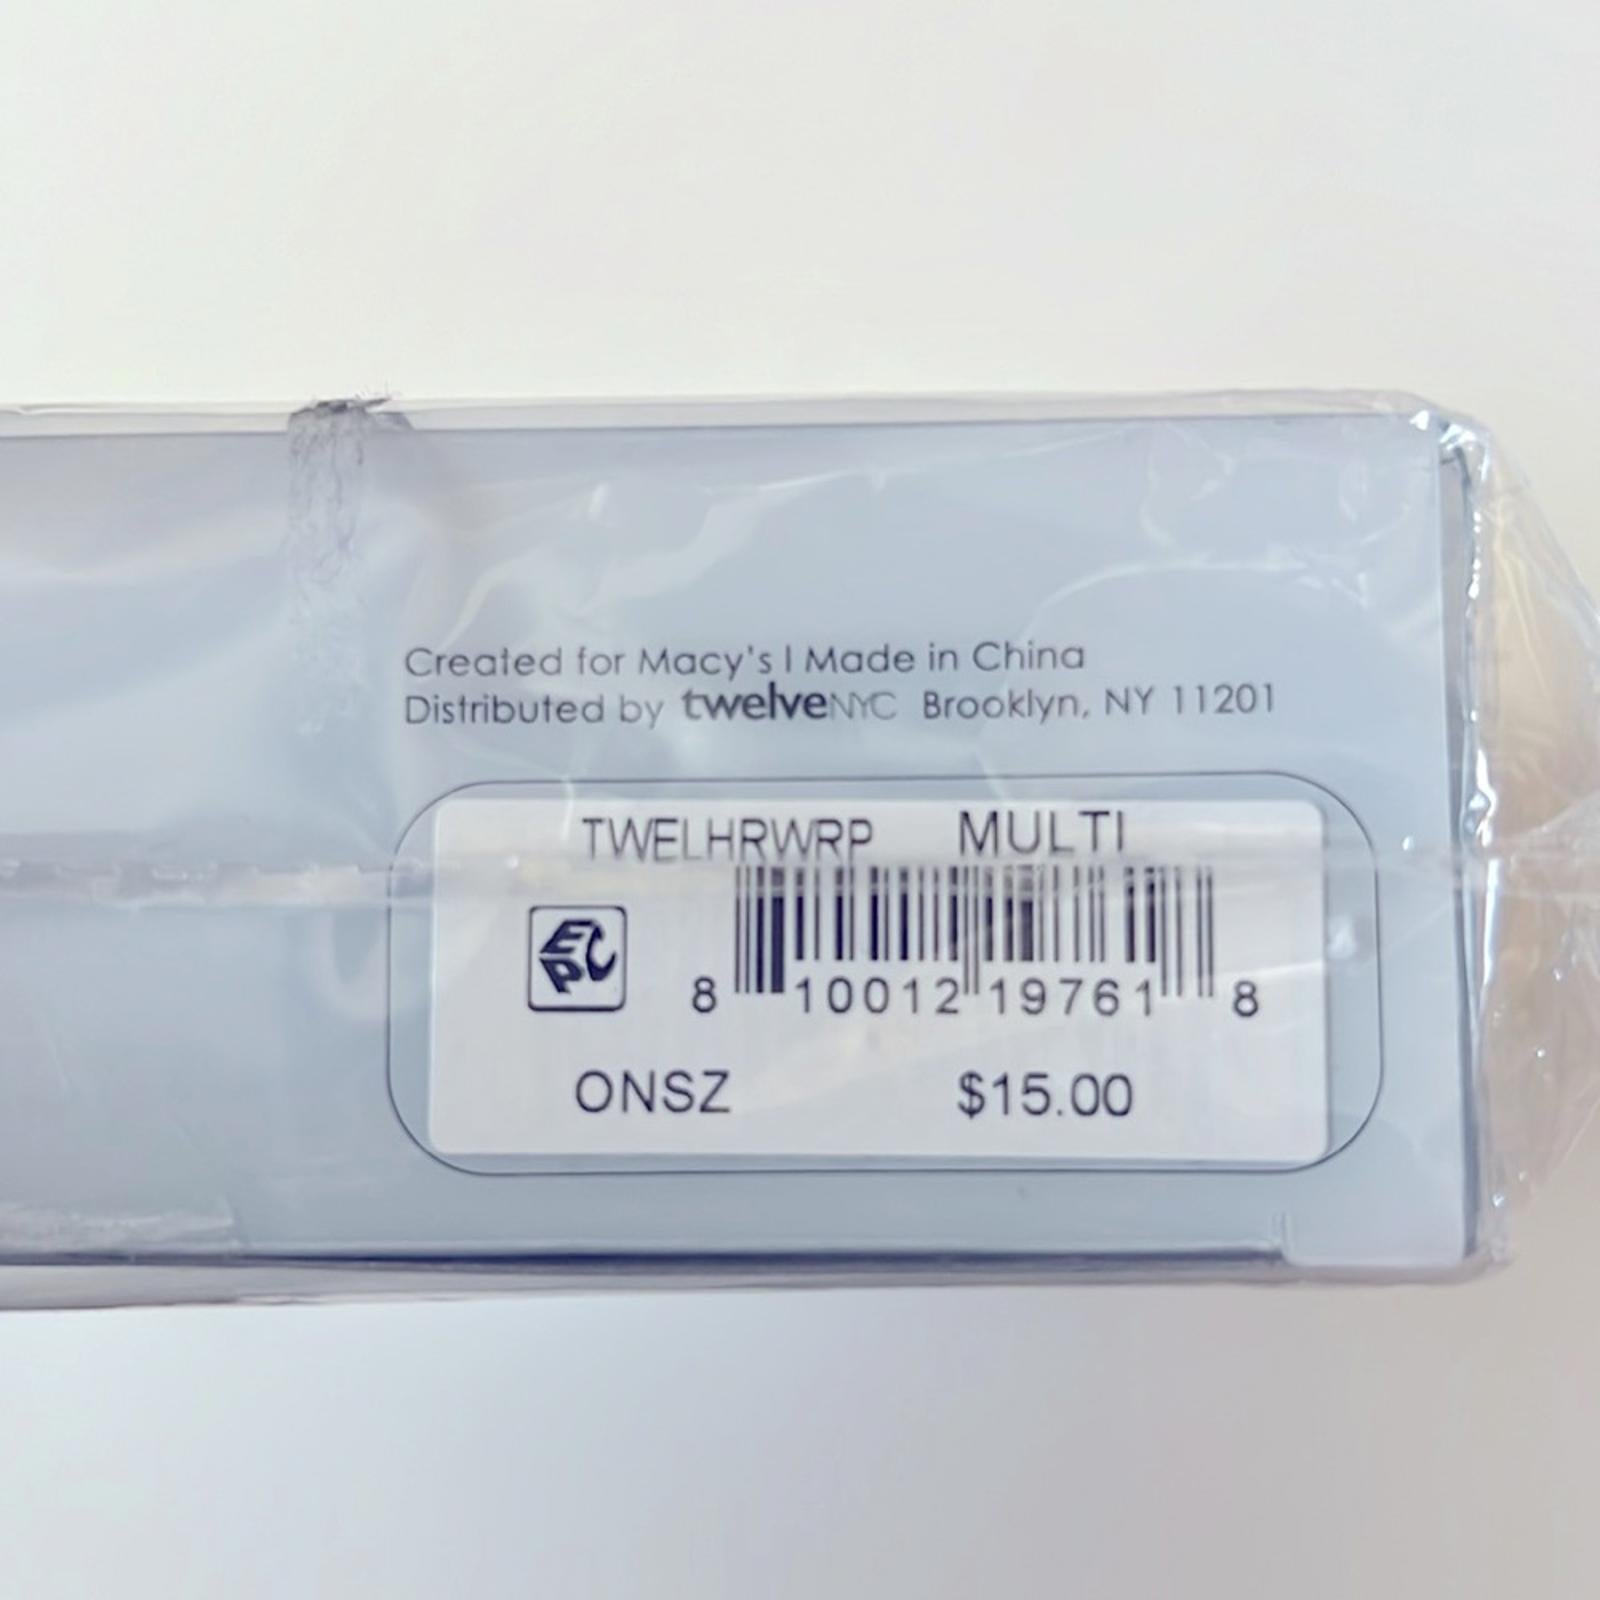 Created for Macy's | Made in China
Distributed by twelveNYC Brooklyn, NY 11201
TWELHRWRP MULTI
EPC
8 10012 19761 8
ONSZ $15.00